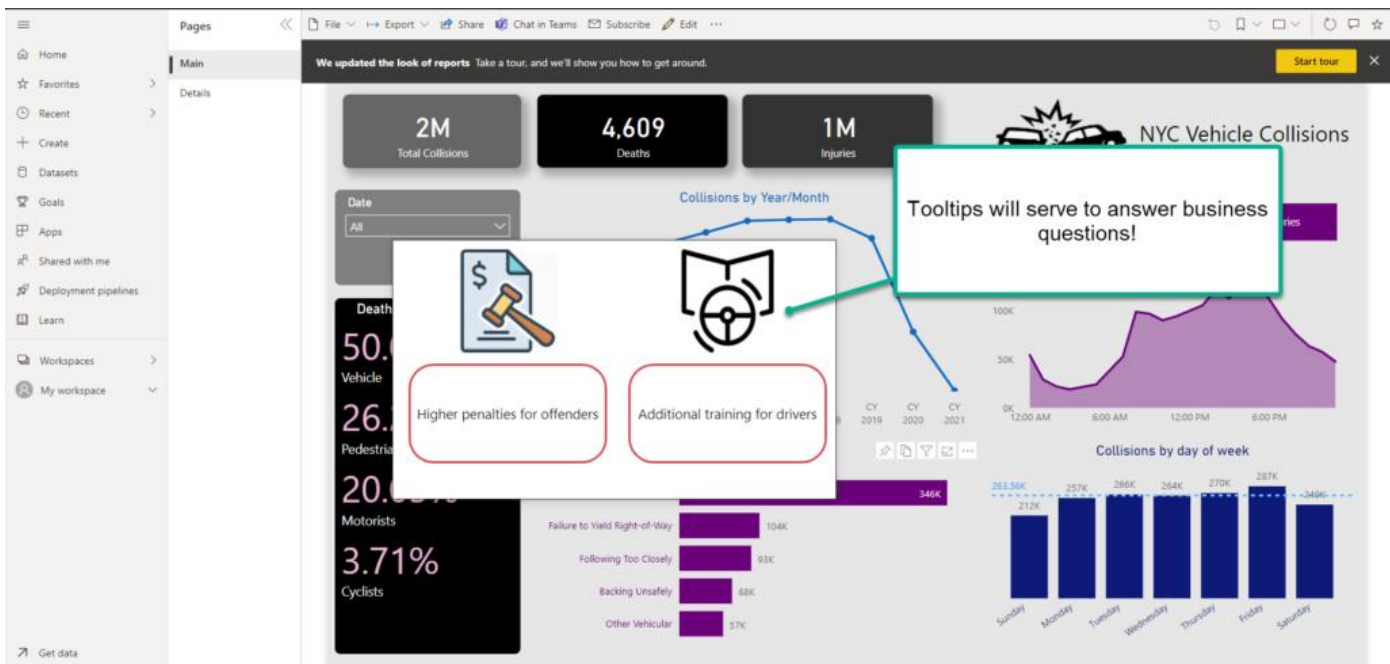 Pages
File
Export
Share
Chat in Teams
Subscribe
Edit
Home
Favorites
Recent
Create
Datasets
Goals
Apps
Shared with me
Deployment pipelines
Learn
Workspaces
My workspace
Get data
Main
Details
We updated the look of reports Take a tour, and we'll show you how to get around.
Start tour
2M
Total Collisions
4,609
Deaths
1M
Injuries
NYC Vehicle Collisions
Tooltips will serve to answer business
questions!
Date
All
Collisions by Year/Month
CY
2019
CY
2020
CY
2021
Higher penalties for offenders
Additional training for drivers
Death
Vehicle
Motorists
3.71%
Cyclists
346K
Failure to Yield Right-of-Way
104K
Following Too Closely
93K
Backing Unsafely
68K
Other Vehicular
57K
100K
50K
0K
12:00 AM
6:00 AM
12:00 PM
6:00 PM
Collisions by day of week
263.56K
212K
257K
266K
264K
270K
287K
Sunday
Monday
Tuesday
Wednesday
Thursday
Friday
Saturday